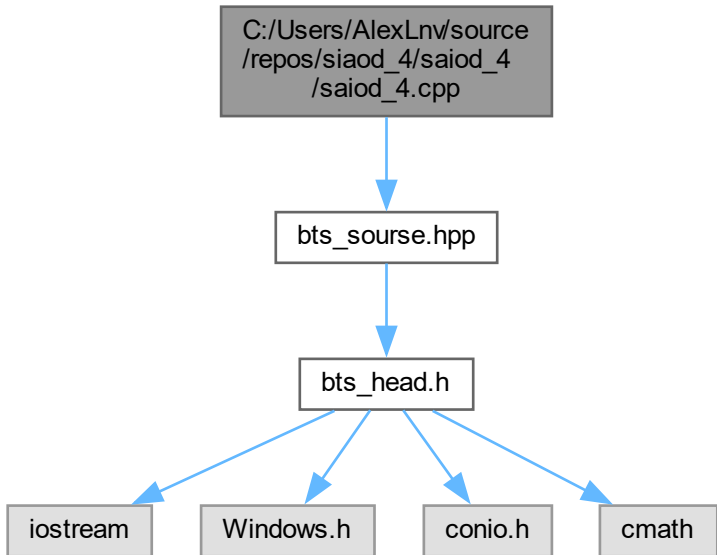 C:/Users/AlexLnv/source
/repos/siaod_4/saiod_4
/saiod_4.cpp
bts_sourse.hpp
bts_head.h
iostream
Windows.h
conio.h
cmath